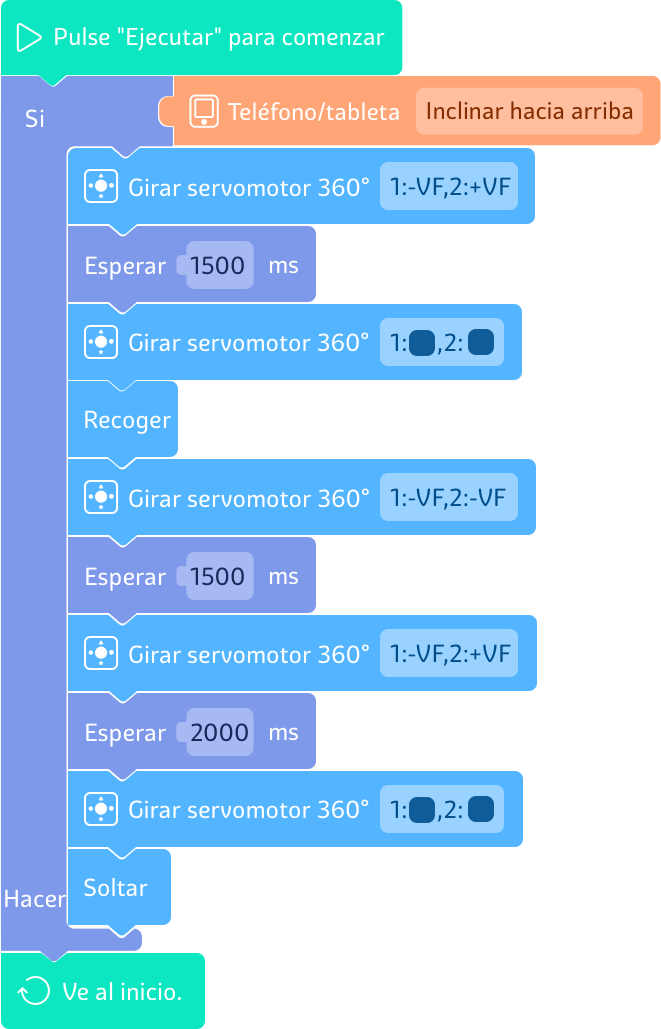 Pulse "Ejecutar" para comenzar
Si Teléfono/tableta Inclinar hacia arriba
Girar servomotor 360° 1:-VF,2:+VF
Esperar 1500 ms
Girar servomotor 360° 1: ,2:
Recoger
Girar servomotor 360° 1:-VF,2:-VF
Esperar 1500 ms
Girar servomotor 360° 1:-VF,2:+VF
Esperar 2000 ms
Girar servomotor 360° 1: ,2:
Soltar
Hacer
Ve al inicio.